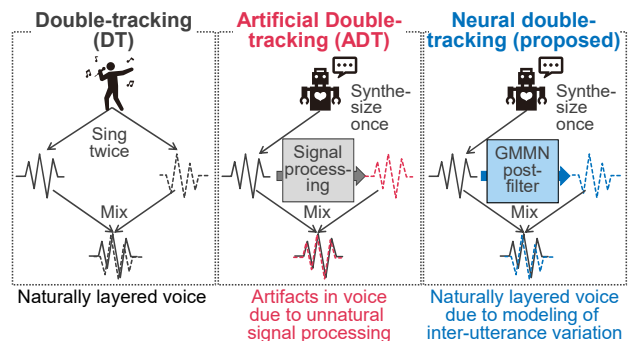 Double-tracking
(DT)
Sing
twice
Mix
Naturally layered voice
Artificial Double-
tracking (ADT)
Synthe-
size
once
Signal
process-
ing
Mix
Artifacts in voice
due to unnatural
signal processing
Neural double-
tracking (proposed)
Synthe-
size
once
GMMN
post-
filter
Mix
Naturally layered voice
due to modeling of
inter-utterance variation